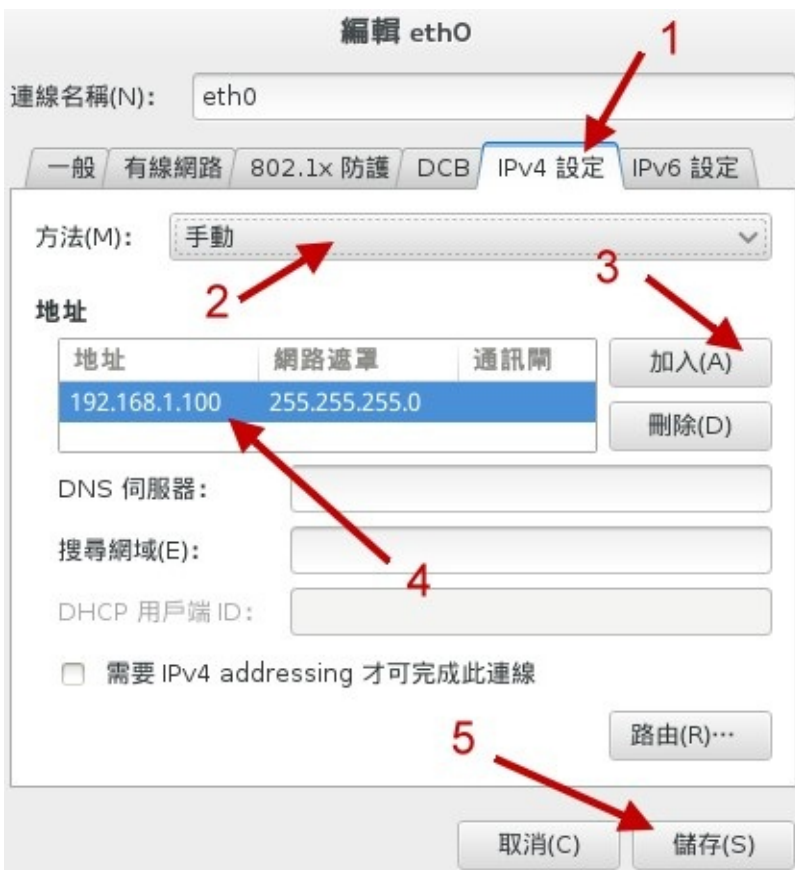 編輯 eth0
1
連線名稱(N): eth0
一般 有線網路 802.1x 防護 DCB IPv4 設定 IPv6 設定
方法(M): 手動
2
3
地址
地址 網路遮罩 通訊閘 加入(A)
192.168.1.100 255.255.255.0
刪除(D)
DNS 伺服器:
搜尋網域(E):
4
DHCP 用戶端 ID:
需要 IPv4 addressing 才可完成此連線
5
路由(R)…
取消(C) 儲存(S)